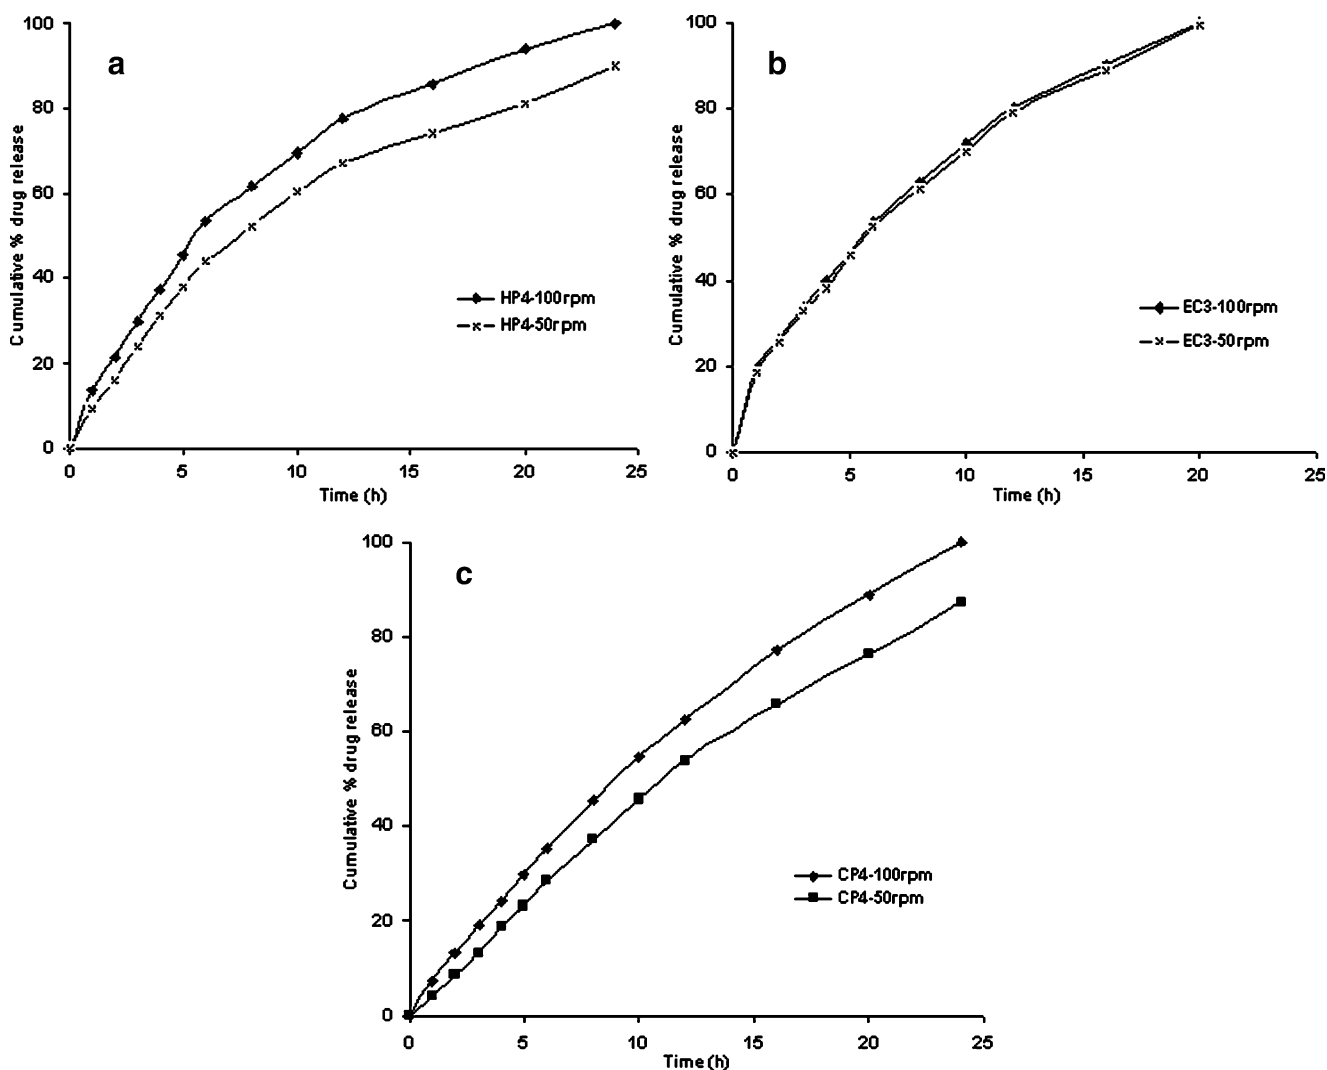 a
Cumulative % drug release
100
80
60
40
20
0
0 5 10 15 20 25
Time (h)
HP4-100rpm
HP4-50rpm
b
Cumulative % drug release
100
80
60
40
20
0
0 5 10 15 20 25
Time (h)
EC3-100rpm
EC3-50rpm
c
Cumulative % drug release
100
80
60
40
20
0
0 5 10 15 20 25
Time (h)
CP4-100rpm
CP4-50rpm